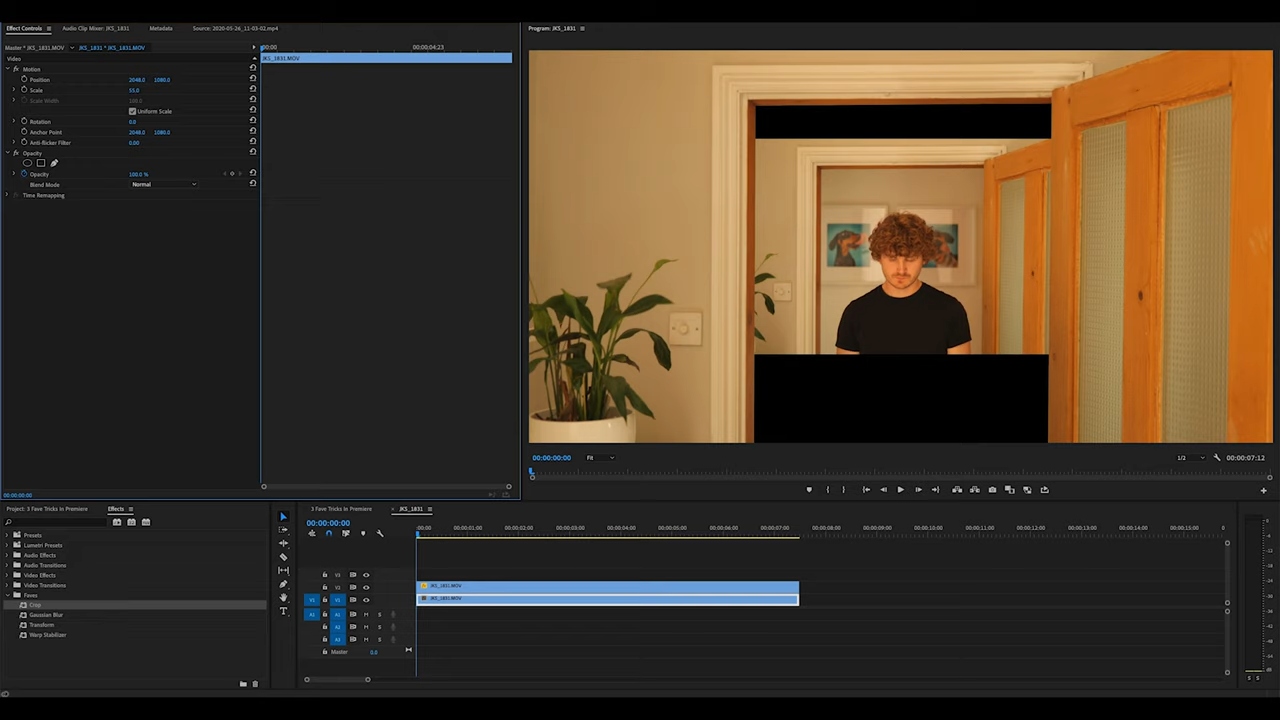 Effect Controls
Audio Clip Mixer: JKS_1831
Metadata
Source: 2020-05-26_11-03-02.mp4
Program: JKS_1831
Master * JKS_1831.MOV
JKS_1831 * JKS_1831.MOV
:00:00
00:00:04:23
Video
JKS_1831.MOV
fx Motion
Position 2048.0 1080.0
Scale 55.0
Scale Width 100.0
Uniform Scale
Rotation 0.0
Anchor Point 2048.0 1080.0
Anti-flicker Filter 0.00
fx Opacity
Opacity 100.0 %
Blend Mode Normal
Time Remapping
00:00:00:00
00:00:00:00
Fit
1/2
00:00:07:12
Project: 3 Fave Tricks In Premiere
Effects
Presets
Lumetri Presets
Audio Effects
Audio Transitions
Video Effects
Video Transitions
Faves
Crop
Gaussian Blur
Transform
Warp Stabilizer
3 Fave Tricks In Premiere
JKS_1831
00:00:00:00
:00:00
00:00:01:00
00:00:02:00
00:00:03:00
00:00:04:00
00:00:05:00
00:00:06:00
00:00:07:00
00:00:08:00
00:00:09:00
00:00:10:00
00:00:11:00
00:00:12:00
00:00:13:00
00:00:14:00
00:00:15:00
V3
V2
JKS_1831.MOV
V1 V1
JKS_1831.MOV
A1 A1 M S
A2 M S
A3 M S
Master 0.0
S S